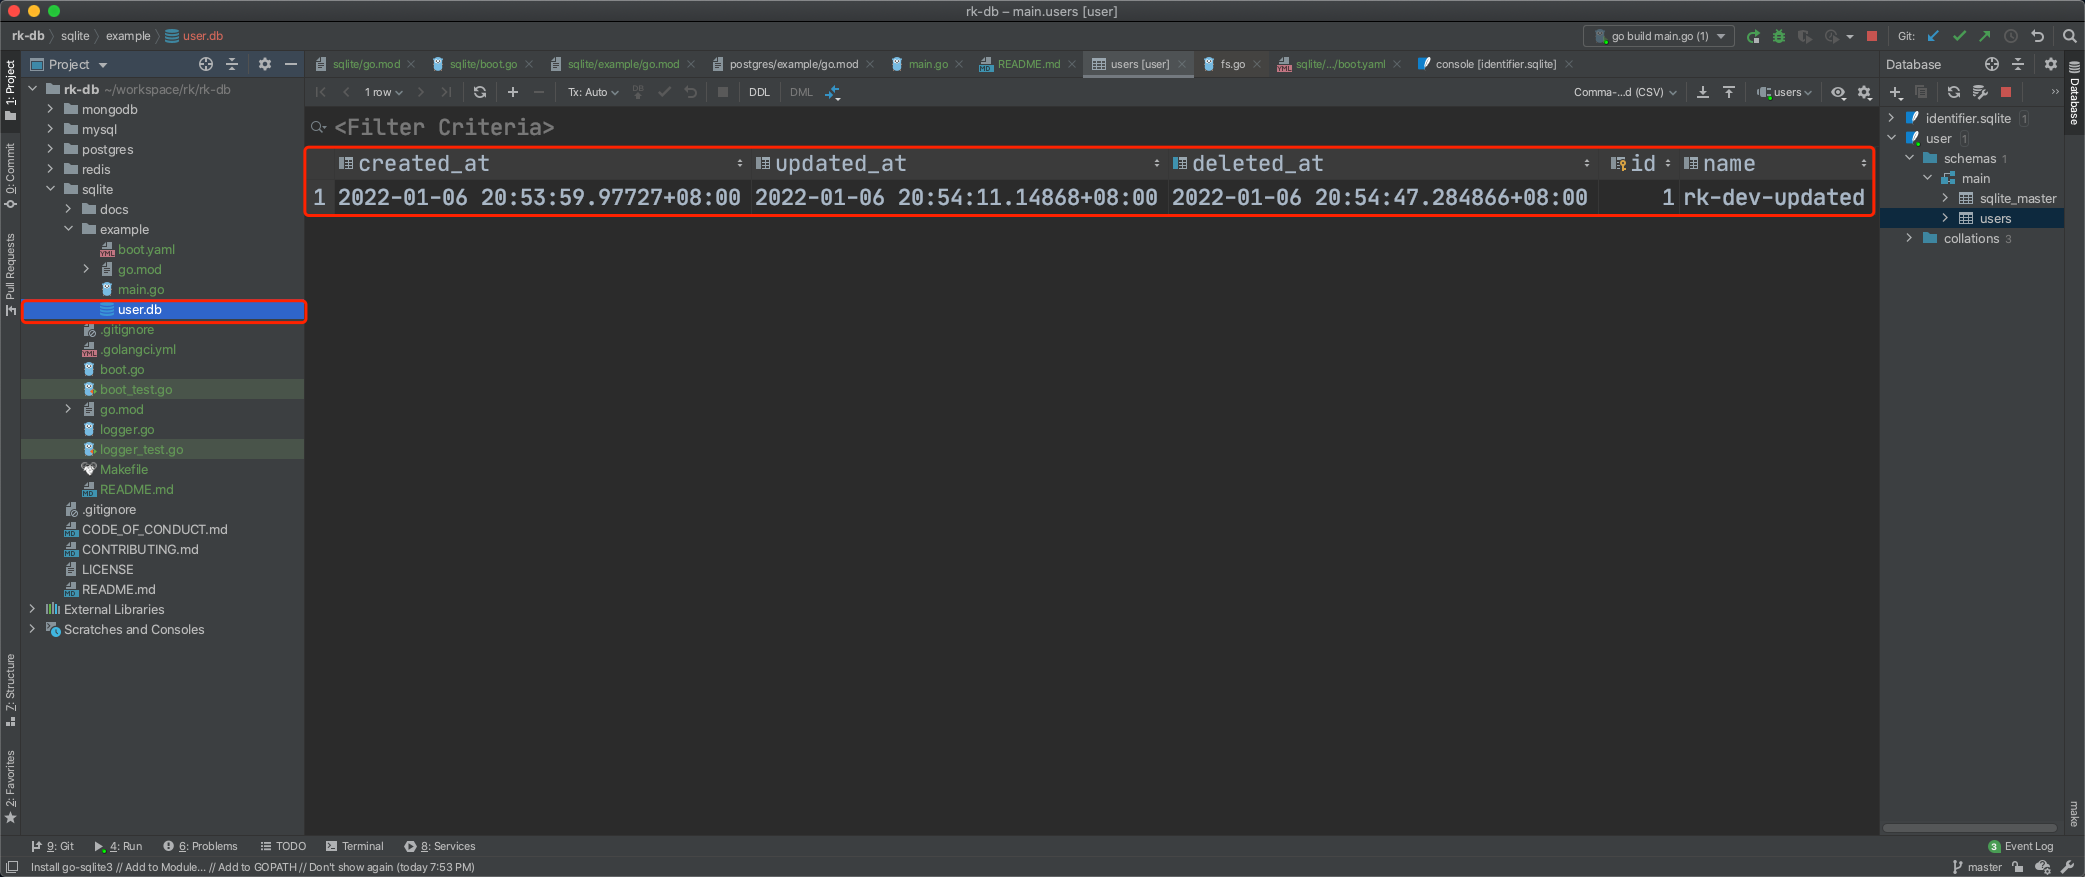 rk-db – main.users [user]
rk-db sqlite example user.db
go build main.go (1) Git:
1: Project
0: Commit
Pull Requests
Z: Structure
2: Favorites
Project
rk-db ~/workspace/rk/rk-db
mongodb
mysql
postgres
redis
sqlite
docs
example
boot.yaml
go.mod
main.go
user.db
.gitignore
.golangci.yml
boot.go
boot_test.go
go.mod
logger.go
logger_test.go
Makefile
README.md
.gitignore
CODE_OF_CONDUCT.md
CONTRIBUTING.md
LICENSE
README.md
External Libraries
Scratches and Consoles
sqlite/go.mod sqlite/boot.go sqlite/example/go.mod postgres/example/go.mod main.go README.md users [user] fs.go sqlite/.../boot.yaml console [identifier.sqlite]
1 row Tx: Auto DB DDL DML Comma-...d (CSV) users
<Filter Criteria>
created_at updated_at deleted_at id name
1 2022-01-06 20:53:59.97727+08:00 2022-01-06 20:54:11.14868+08:00 2022-01-06 20:54:47.284866+08:00 1 rk-dev-updated
Database
identifier.sqlite 1
user 1
schemas 1
main
sqlite_master
users
collations 3
Database
make
9: Git 4: Run 6: Problems TODO Terminal 8: Services 3 Event Log
Install go-sqlite3 // Add to Module... // Add to GOPATH // Don't show again (today 7:53 PM) master